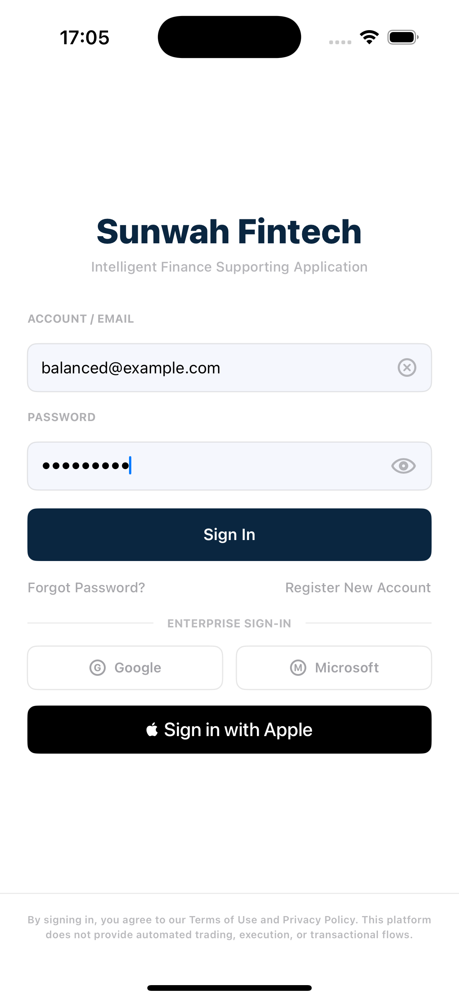 17:05
Sunwah Fintech
Intelligent Finance Supporting Application
ACCOUNT / EMAIL
balanced@example.com
PASSWORD
•••••••••
Sign In
Forgot Password?
Register New Account
ENTERPRISE SIGN-IN
G Google
M Microsoft
Sign in with Apple
By signing in, you agree to our Terms of Use and Privacy Policy. This platform
does not provide automated trading, execution, or transactional flows.